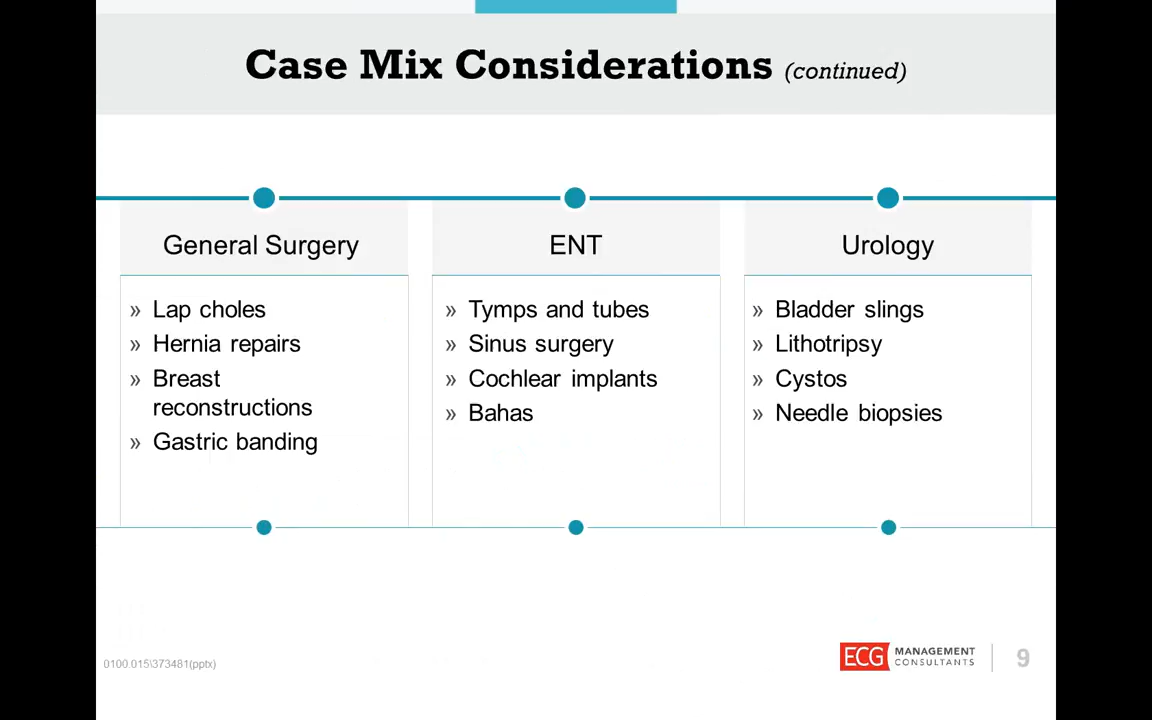 Case Mix Considerations (continued)
General Surgery
» Lap choles
» Hernia repairs
» Breast
reconstructions
» Gastric banding
ENT
» Tymps and tubes
» Sinus surgery
» Cochlear implants
» Bahas
Urology
» Bladder slings
» Lithotripsy
» Cystos
» Needle biopsies
0100.015\373481(pptx)
ECG MANAGEMENT
CONSULTANTS
9